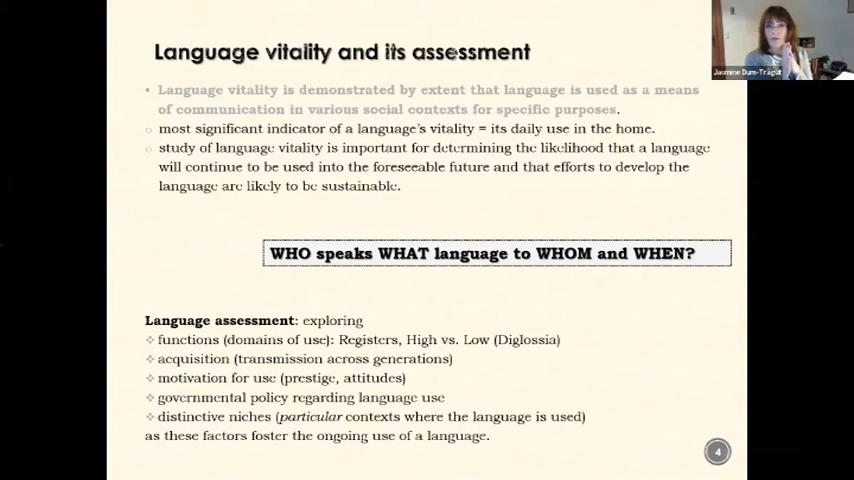 Language vitality and its assessment
Jasmine Dum-Tragut
▪ Language vitality is demonstrated by extent that language is used as a means
of communication in various social contexts for specific purposes.
o most significant indicator of a language's vitality = its daily use in the home.
o study of language vitality is important for determining the likelihood that a language
will continue to be used into the foreseeable future and that efforts to develop the
language are likely to be sustainable.
WHO speaks WHAT language to WHOM and WHEN?
Language assessment: exploring
❖ functions (domains of use): Registers, High vs. Low (Diglossia)
❖ acquisition (transmission across generations)
❖ motivation for use (prestige, attitudes)
❖ governmental policy regarding language use
❖ distinctive niches (particular contexts where the language is used)
as these factors foster the ongoing use of a language.
4